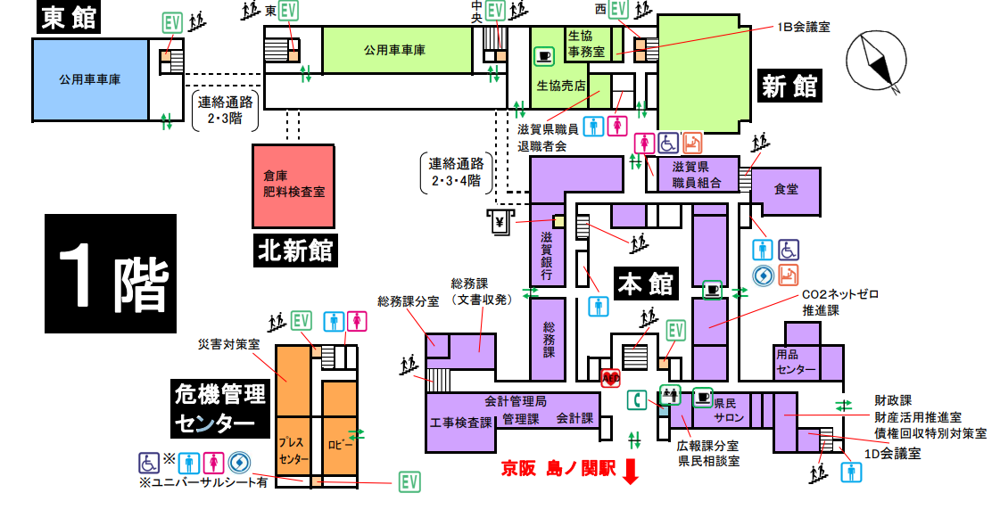 東館
EV
東 EV
中央 EV
西 EV
公用車車庫
公用車車庫
生協
事務室
1B会議室
生協売店
新館
N
連絡通路
2・3階
滋賀県職員
退職者会
倉庫
肥料検査室
北新館
連絡通路
2・3・4階
滋賀県
職員組合
食堂
¥
滋賀銀行
1階
本館
総務課
(文書収発)
総務課分室
CO2ネットゼロ
推進課
EV
EV
災害対策室
総務課
用品
センター
AED
危機管理
センター
会計管理局
工事検査課 管理課 会計課
県民
サロン
財政課
財産活用推進室
債権回収特別対策室
1D会議室
プレス
センター
ロビー
広報課分室
県民相談室
※
※ユニバーサルシート有
EV
京阪 島ノ関駅